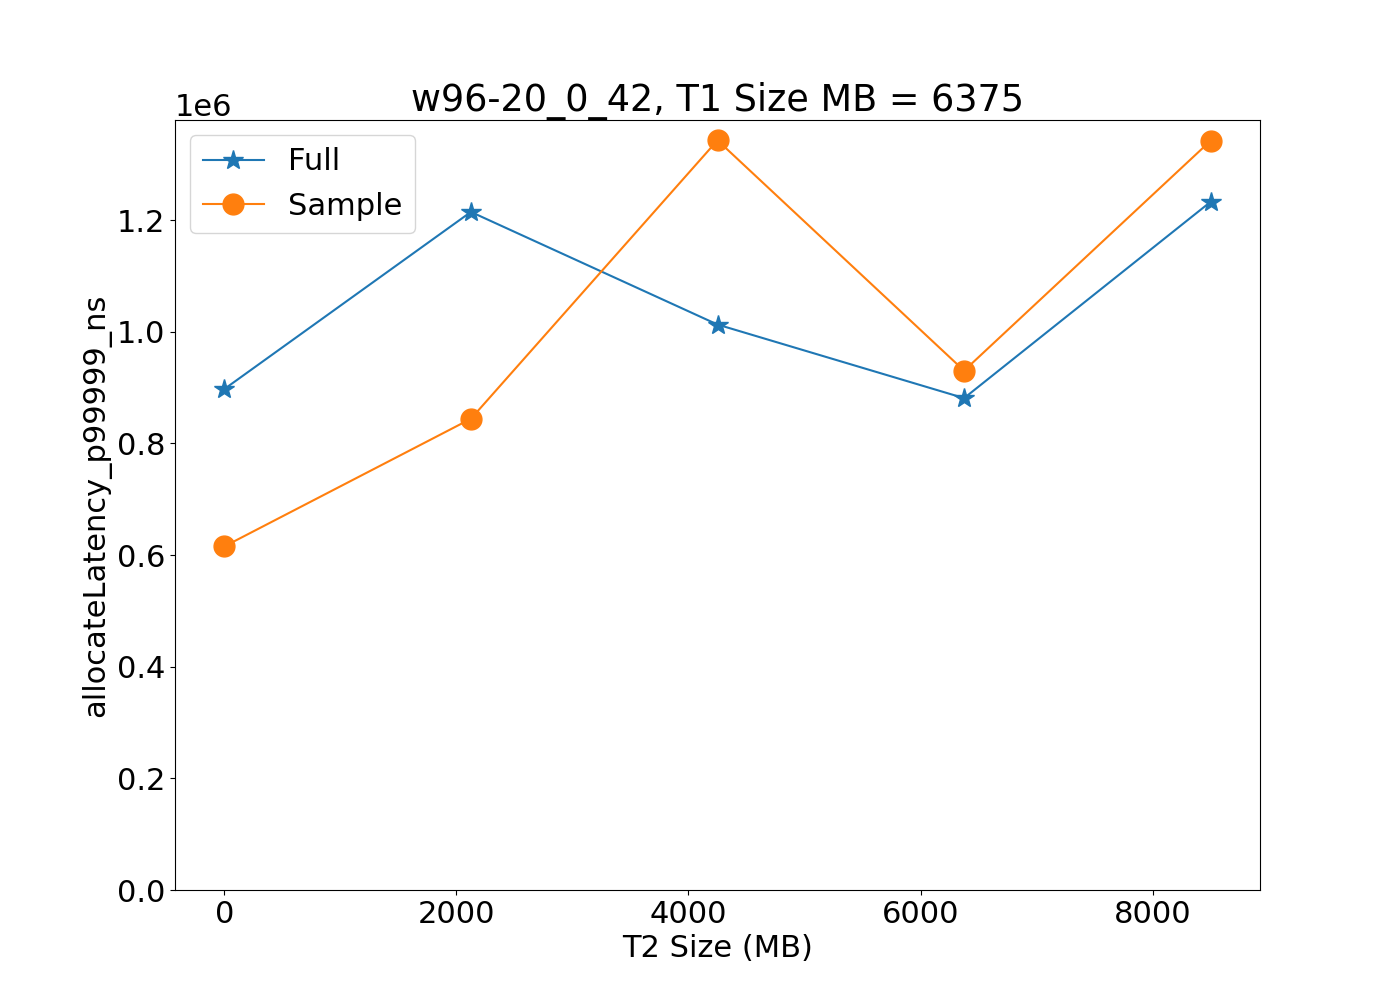 w96-20_0_42, T1 Size MB = 6375
1e6
Full
Sample
1.2
1.0
0.8
0.6
0.4
0.2
0.0
allocateLatency_p99999_ns
0 2000 4000 6000 8000
T2 Size (MB)